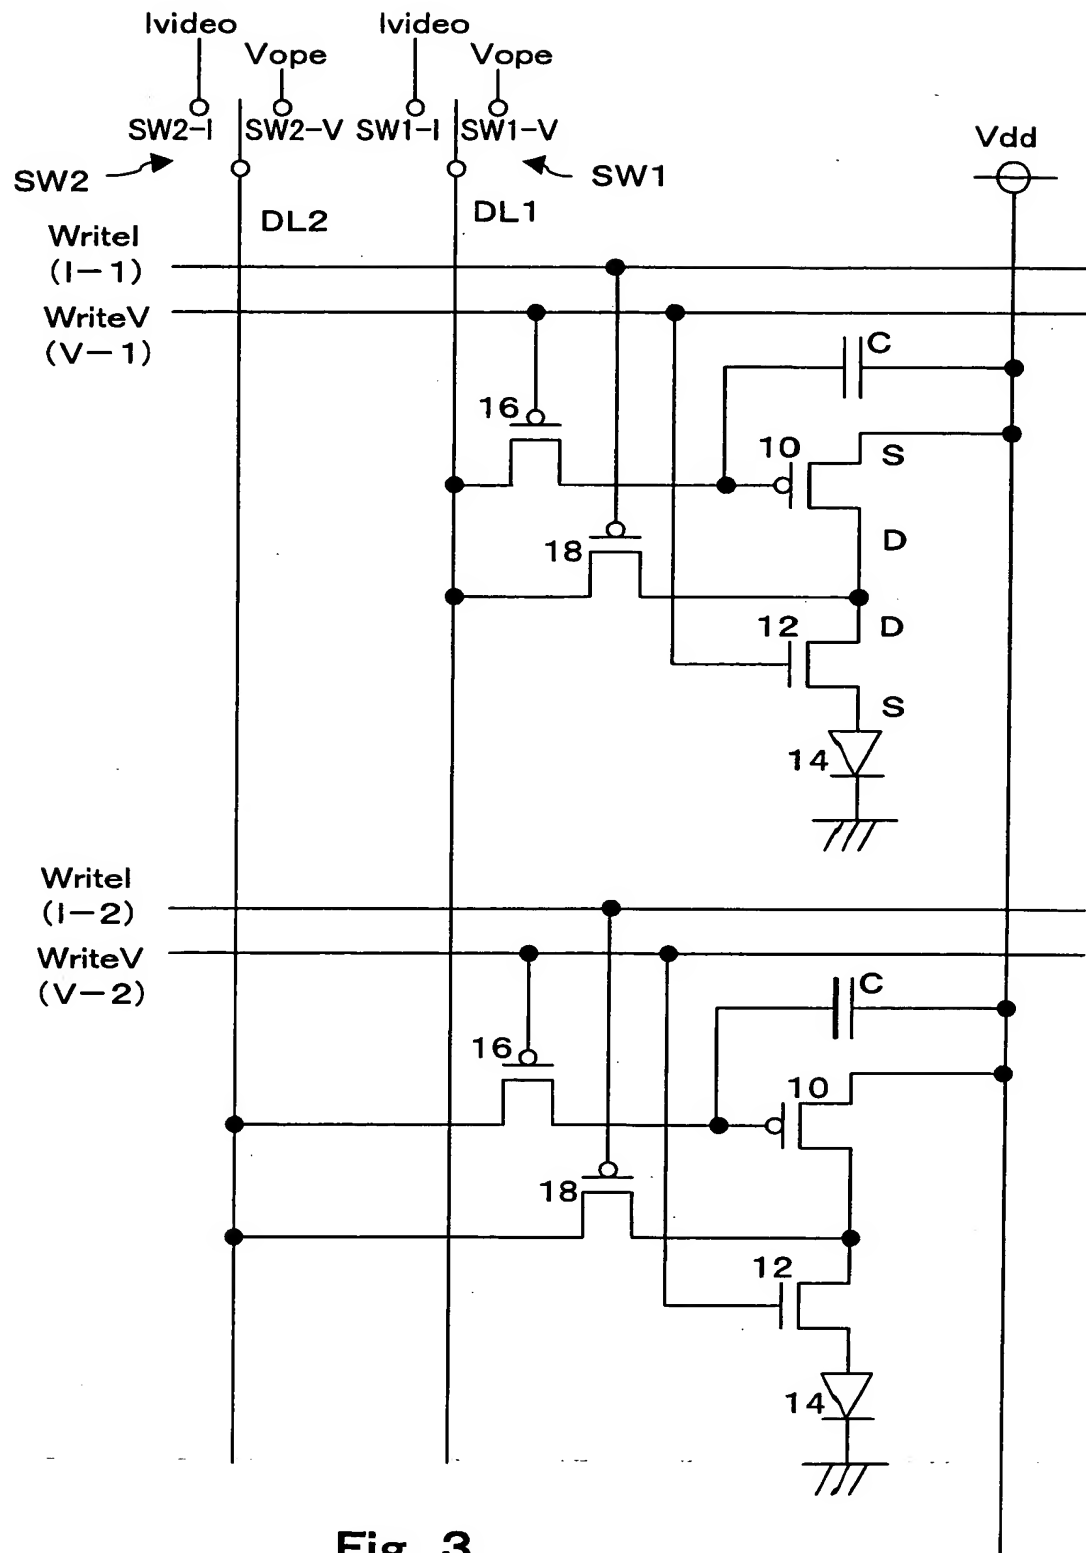 Ivideo
Ivideo
Vope
Vope
SW2-I
SW2-V
SW1-I
SW1-V
Vdd
SW2
SW1
DL2
DL1
WriteI
(I-1)
WriteV
(V-1)
C
16
10
S
18
D
12
D
S
14
WriteI
(I-2)
WriteV
(V-2)
C
16
10
18
12
14
Fig. 3